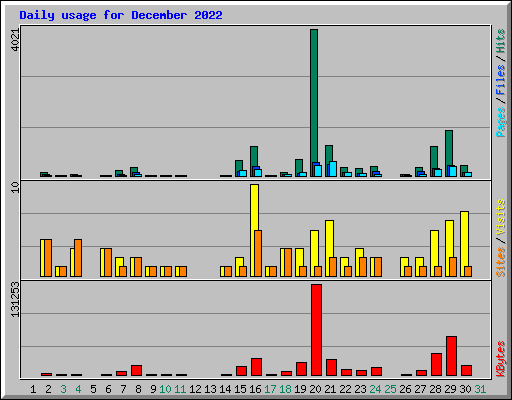 Daily usage for December 2022
4021
10
131253
Pages / Files / Hits
Sites / Visits
KBytes
1 2 3 4 5 6 7 8 9 10 11 12 13 14 15 16 17 18 19 20 21 22 23 24 25 26 27 28 29 30 31